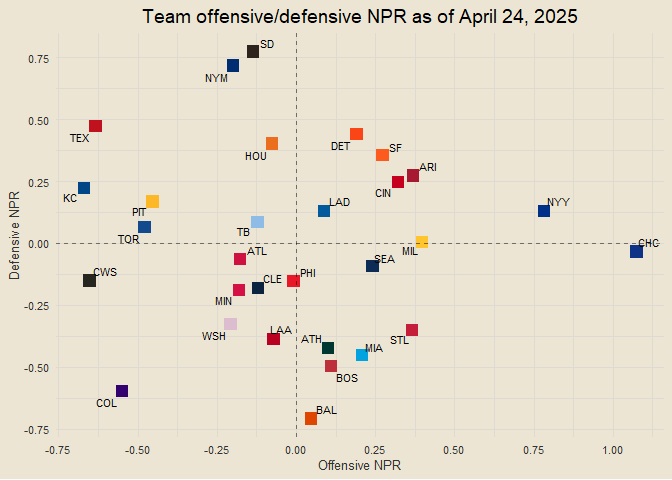 Team offensive/defensive NPR as of April 24, 2025
SD
0.75
NYM
0.50
TEX
DET
SF
HOU
ARI
0.25
CIN
KC
PIT
LAD
NYY
TB
TOR
0.00
CHC
ATL
MIL
SEA
CWS
CLE
PHI
-0.25
MIN
WSH
LAA
ATH
STL
MIA
-0.50
BOS
COL
BAL
-0.75
Defensive NPR
-0.75
-0.50
-0.25
0.00
0.25
0.50
0.75
1.00
Offensive NPR